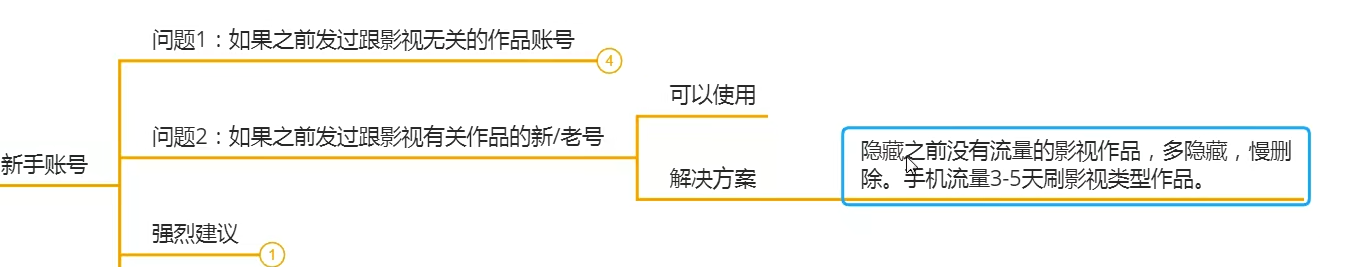 问题1：如果之前发过跟影视无关的作品账号
4
可以使用
问题2：如果之前发过跟影视有关作品的新/老号
隐藏之前没有流量的影视作品，多隐藏，慢删
除。手机流量3-5天刷影视类型作品。
新手账号
解决方案
强烈建议
1